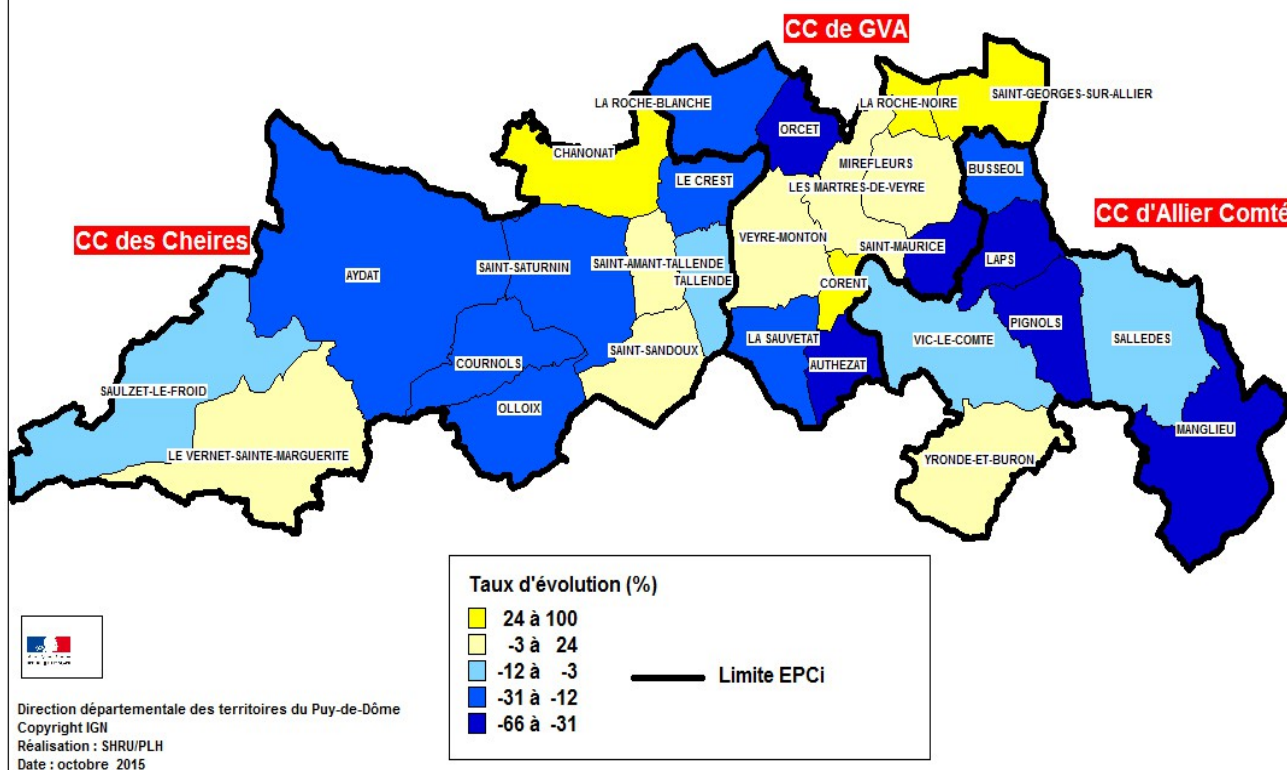 CC de GVA
SAINT-GEORGES-SUR-ALLIER
LA ROCHE-BLANCHE
LA ROCHE-NOIRE
ORCET
CHANONAT
MIREFLEURS
BUSSEOL
LE CREST
LES MARTRES-DE-VEYRE
CC d'Allier Comté
CC des Cheires
VEYRE-MONTON
SAINT-MAURICE
AYDAT
SAINT-SATURNIN
SAINT-AMANT-TALLENDE
LAPS
TALLENDE
CORENT
PIGNOLS
LA SAUVETAT
VIC-LE-COMTE
SALLEDES
SAINT-SANDOUX
COURNOLS
AUTHEZAT
SAULZET-LE-FROID
OLLOIX
MANGLIEU
LE VERNET-SAINTE-MARGUERITE
YRONDE-ET-BURON
Taux d'évolution (%)
24 à 100
-3 à 24
-12 à -3
-31 à -12
-66 à -31
Limite EPCi
Direction départementale des territoires du Puy-de-Dôme
Copyright IGN
Réalisation : SHRU/PLH
Date : octobre 2015